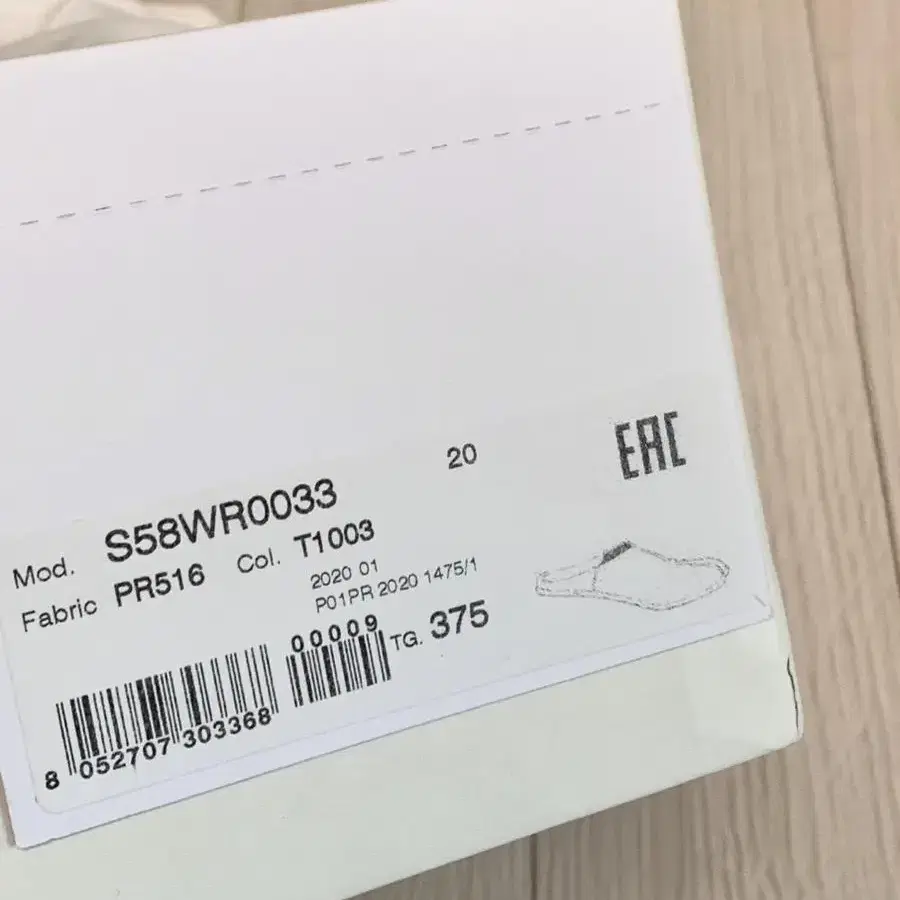 20
EAC
Mod. S58WR0033
Fabric PR516 Col. T1003
2020 01
P01PR 2020 1475/1
00009 TG. 375
8 052707 303368